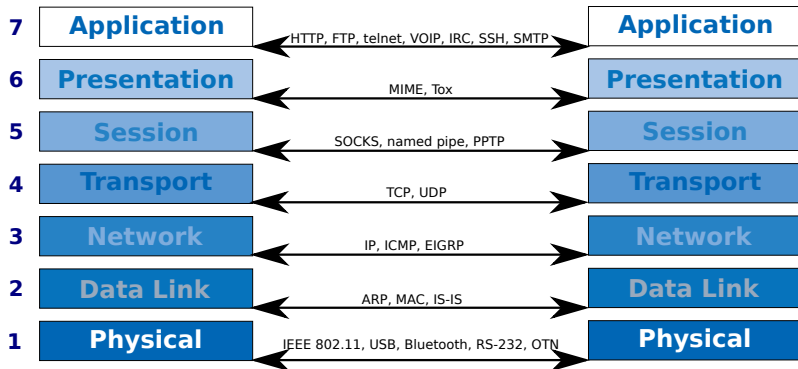 7 Application HTTP, FTP, telnet, VOIP, IRC, SSH, SMTP Application
6 Presentation MIME, Tox Presentation
5 Session SOCKS, named pipe, PPTP Session
4 Transport TCP, UDP Transport
3 Network IP, ICMP, EIGRP Network
2 Data Link ARP, MAC, IS-IS Data Link
1 Physical IEEE 802.11, USB, Bluetooth, RS-232, OTN Physical